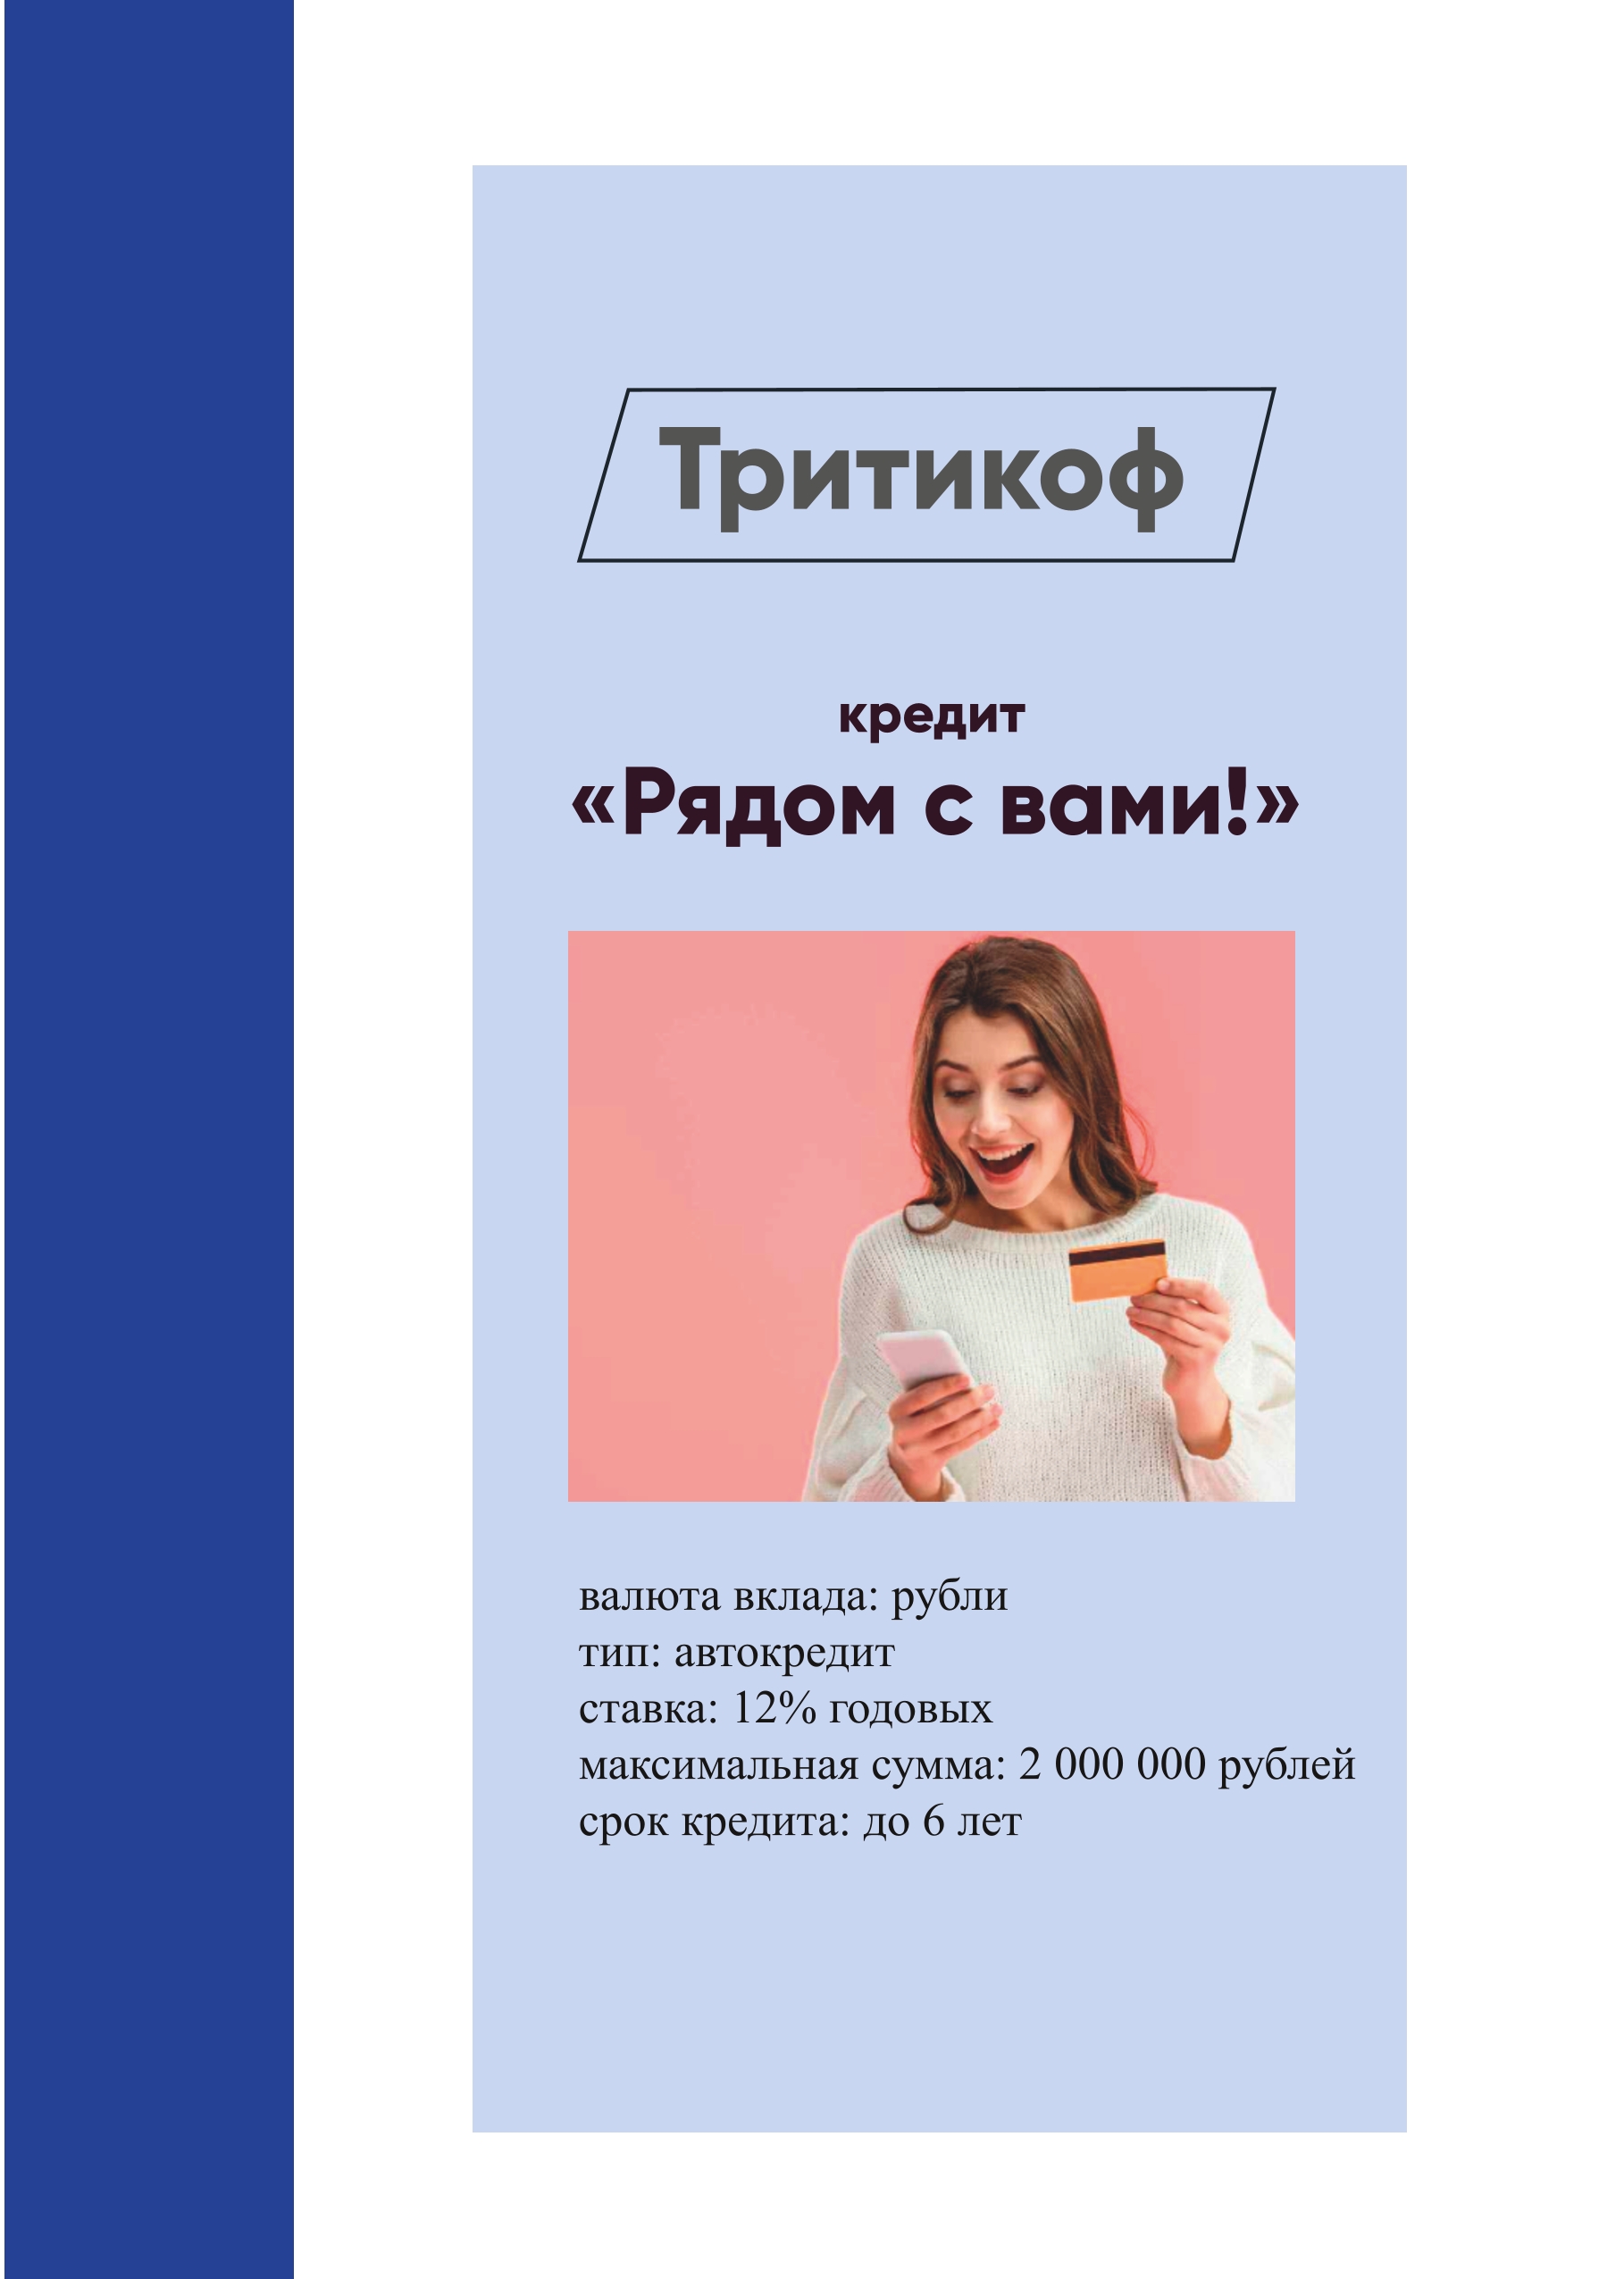 Тритикоф
кредит
«Рядом с вами!»
валюта вклада: рубли
тип: автокредит
ставка: 12% годовых
максимальная сумма: 2 000 000 рублей
срок кредита: до 6 лет